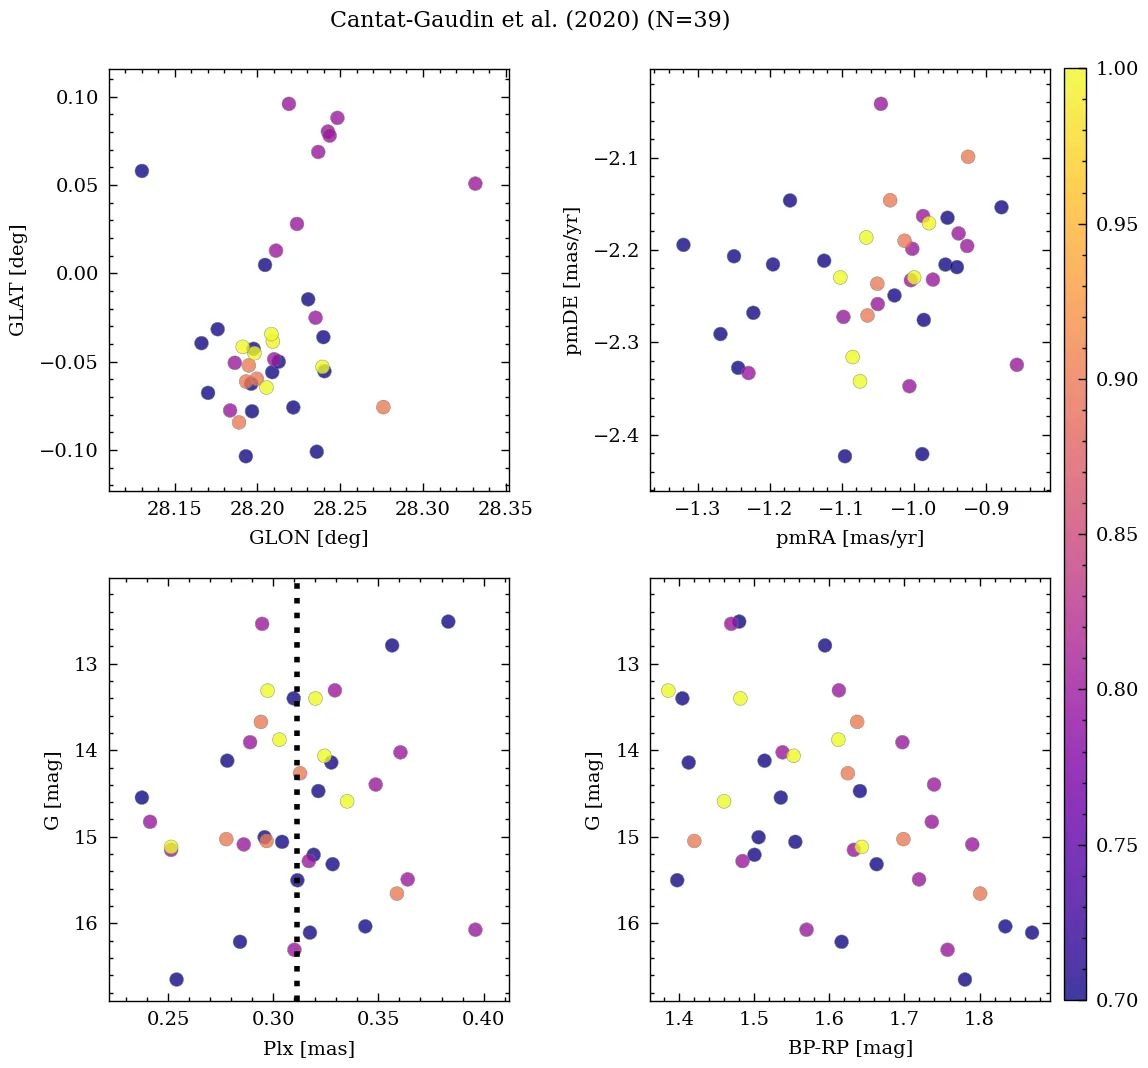 Cantat-Gaudin et al. (2020) (N=39)
0.10
0.05
0.00
−0.05
−0.10
GLAT [deg]
28.15 28.20 28.25 28.30 28.35
GLON [deg]
−2.1
−2.2
−2.3
−2.4
pmDE [mas/yr]
−1.3 −1.2 −1.1 −1.0 −0.9
pmRA [mas/yr]
13
14
15
16
G [mag]
0.25 0.30 0.35 0.40
Plx [mas]
13
14
15
16
G [mag]
1.4 1.5 1.6 1.7 1.8
BP-RP [mag]
1.00
0.95
0.90
0.85
0.80
0.75
0.70